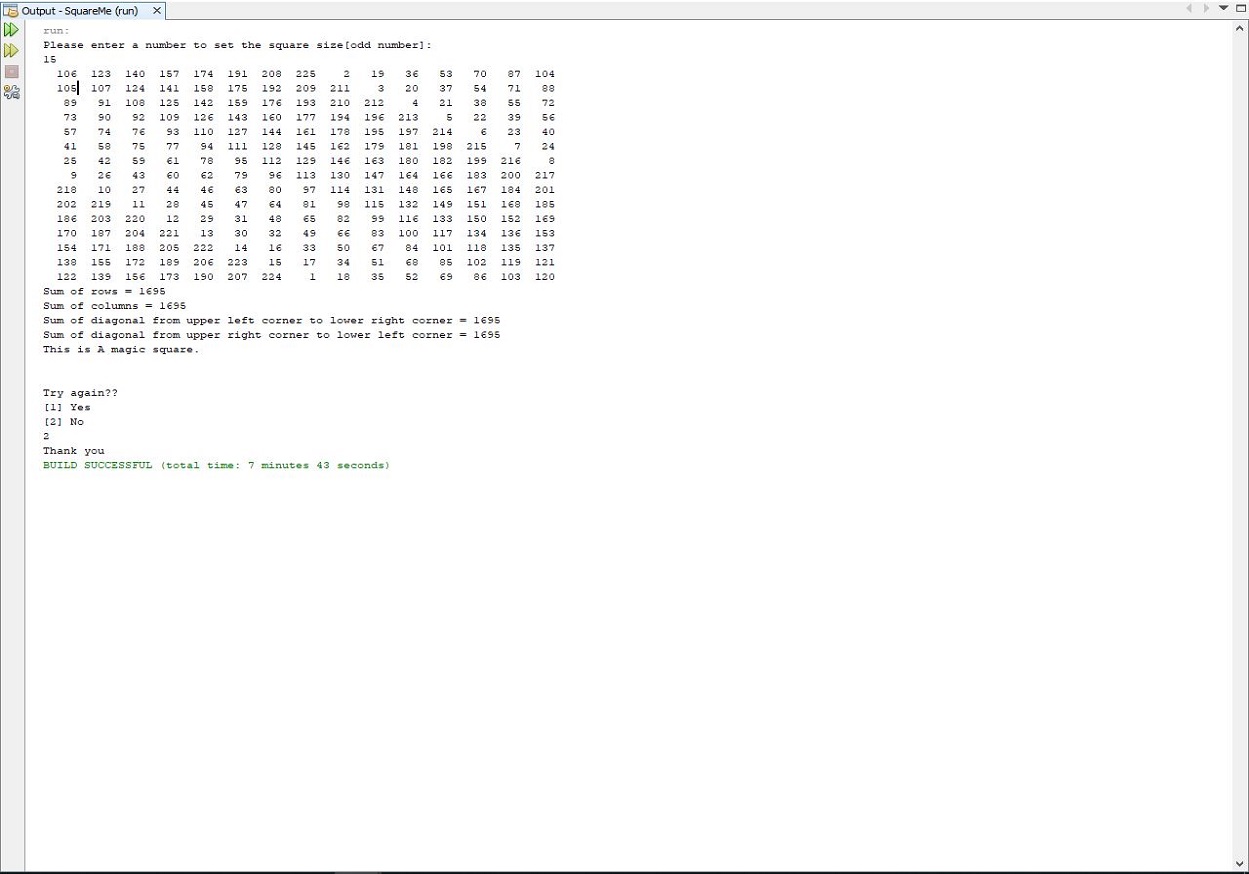 Output - SquareMe (run)
run:
Please enter a number to set the square size[odd number]:
15
106 123 140 157 174 191 208 225 2 19 36 53 70 87 104
105 107 124 141 158 175 192 209 211 3 20 37 54 71 88
89 91 108 125 142 159 176 193 210 212 4 21 38 55 72
73 90 92 109 126 143 160 177 194 196 213 5 22 39 56
57 74 76 93 110 127 144 161 178 195 197 214 6 23 40
41 58 75 77 94 111 128 145 162 179 181 198 215 7 24
25 42 59 61 78 95 112 129 146 163 180 182 199 216 8
9 26 43 60 62 79 96 113 130 147 164 166 183 200 217
218 10 27 44 46 63 80 97 114 131 148 165 167 184 201
202 219 11 28 45 47 64 81 98 115 132 149 151 168 185
186 203 220 12 29 31 48 65 82 99 116 133 150 152 169
170 187 204 221 13 30 32 49 66 83 100 117 134 136 153
154 171 188 205 222 14 16 33 50 67 84 101 118 135 137
138 155 172 189 206 223 15 17 34 51 68 85 102 119 121
122 139 156 173 190 207 224 1 18 35 52 69 86 103 120
Sum of rows = 1695
Sum of columns = 1695
Sum of diagonal from upper left corner to lower right corner = 1695
Sum of diagonal from upper right corner to lower left corner = 1695
This is A magic square.
Try again??
[1] Yes
[2] No
2
Thank you
BUILD SUCCESSFUL (total time: 7 minutes 43 seconds)